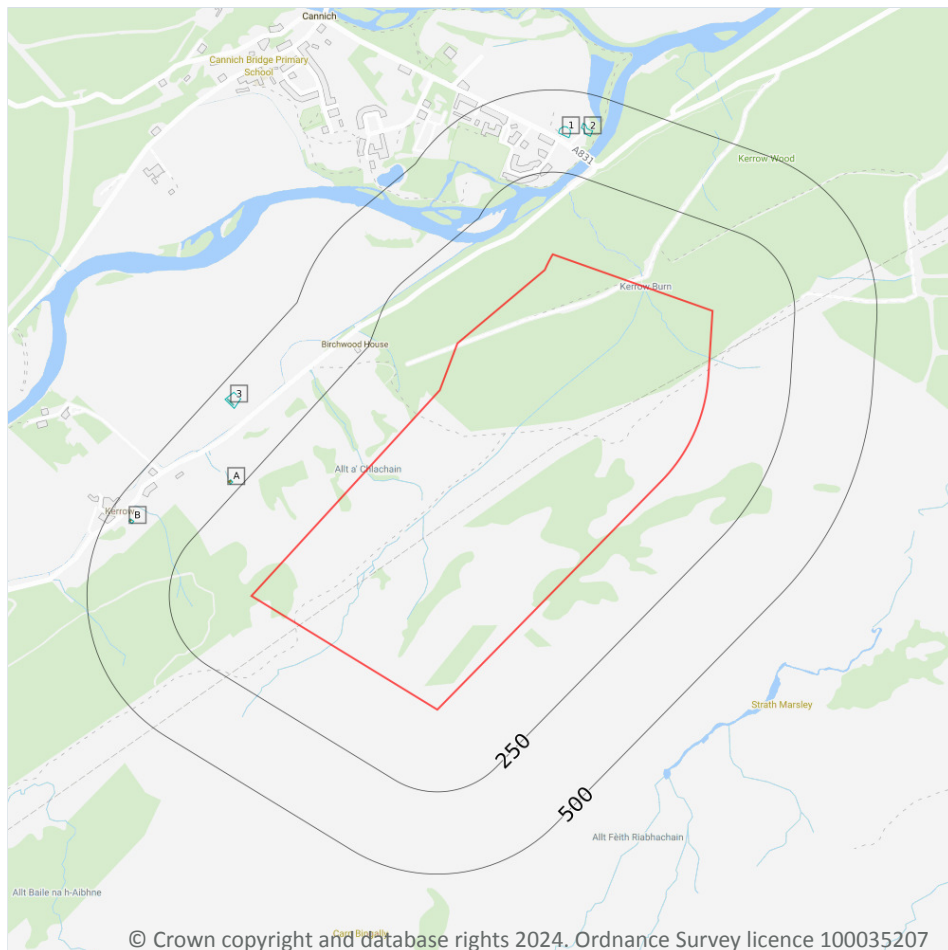 Cannich
Cannich Bridge Primary
School
1
2
A831
Kerrow Wood
Kerrow Burn
Birchwood House
3
Allt a' Chlachain
A
Kerrow
B
Strath Marsley
250
500
Allt Fèith Riabhachain
Allt Baile na h-Aibhne
© Crown copyright and database rights 2024. Ordnance Survey licence 100035207